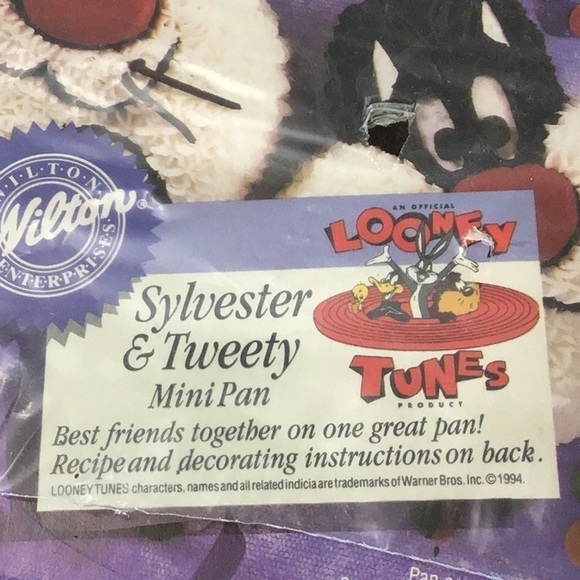 WILTON
Wilton®
ENTERPRISES
AN OFFICIAL
LOONEY
TUNES
PRODUCT
Sylvester
& Tweety
Mini Pan
Best friends together on one great pan!
Recipe and decorating instructions on back.
LOONEY TUNES characters, names and all related indicia are trademarks of Warner Bros. Inc. ©1994.
Pan